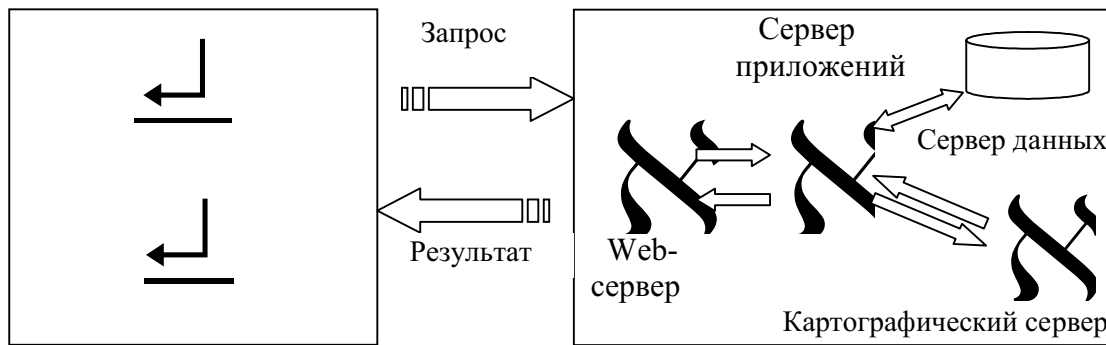 Запрос
Результат
Сервер
приложений
Сервер данных
Web-
сервер
Картографический сервер